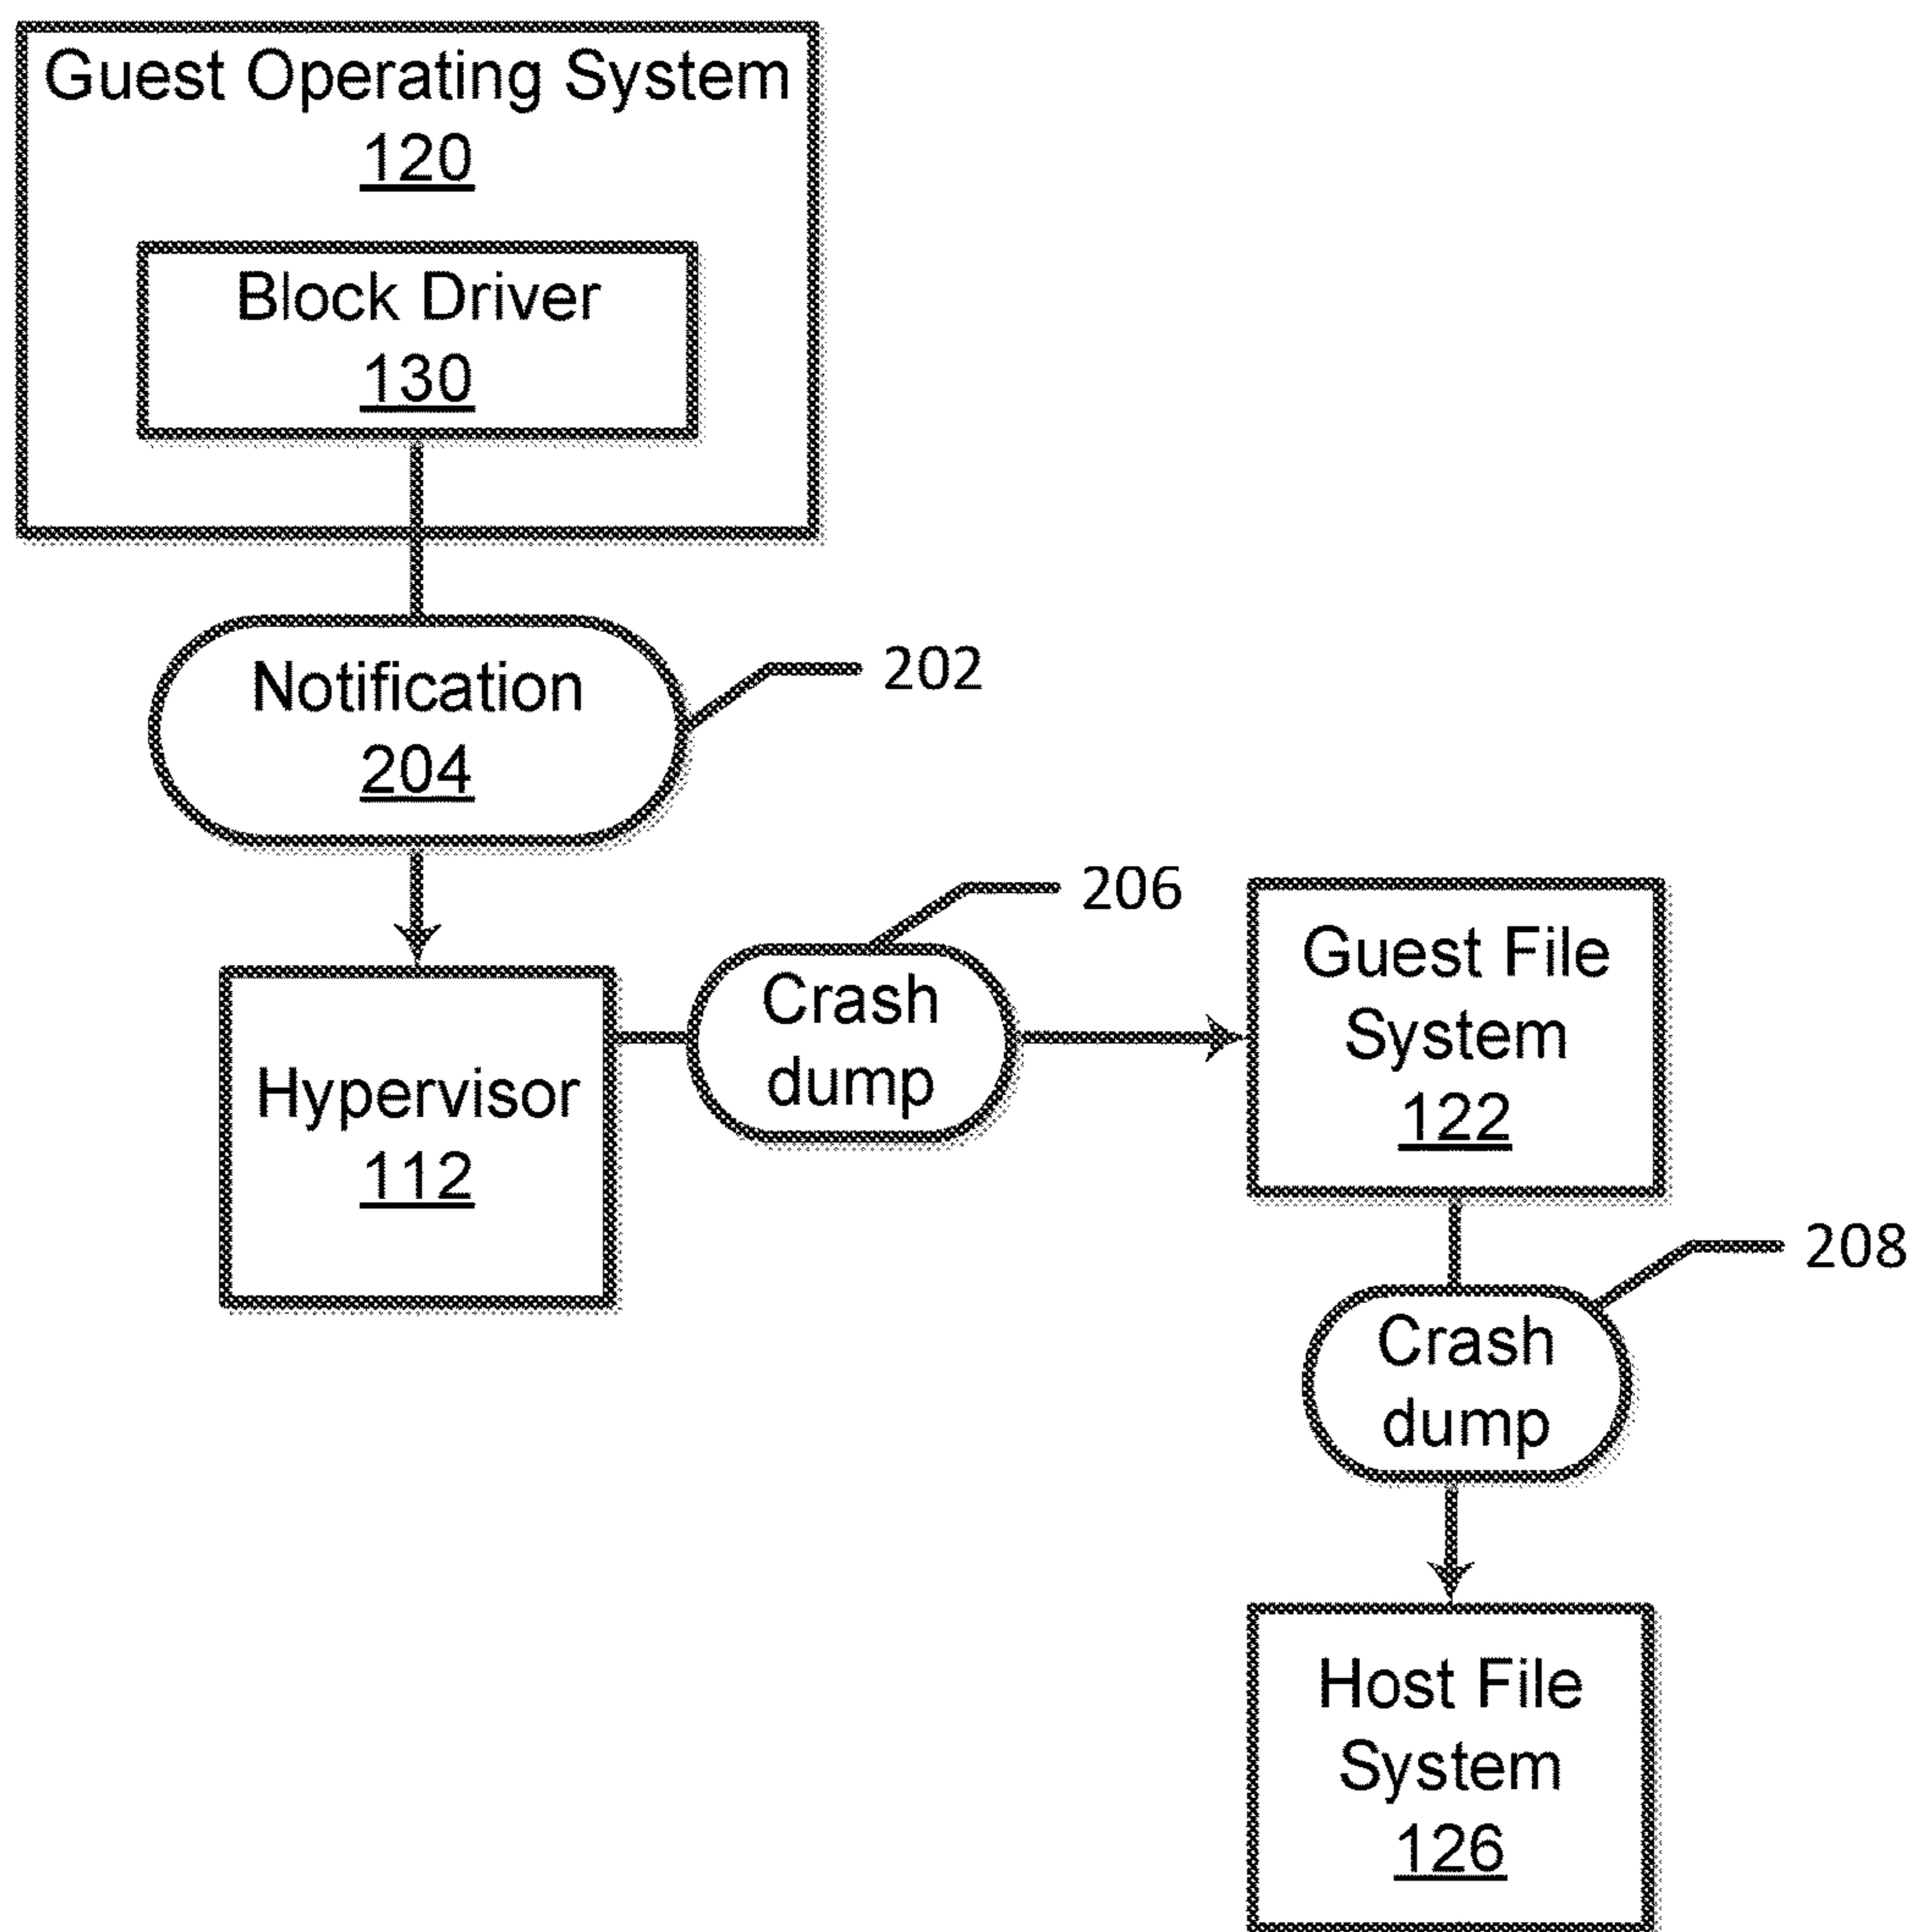 Guest Operating System
120
Block Driver
130
Notification
204
202
Hypervisor
112
Crash
dump
206
Guest File
System
122
Crash
dump
208
Host File
System
126